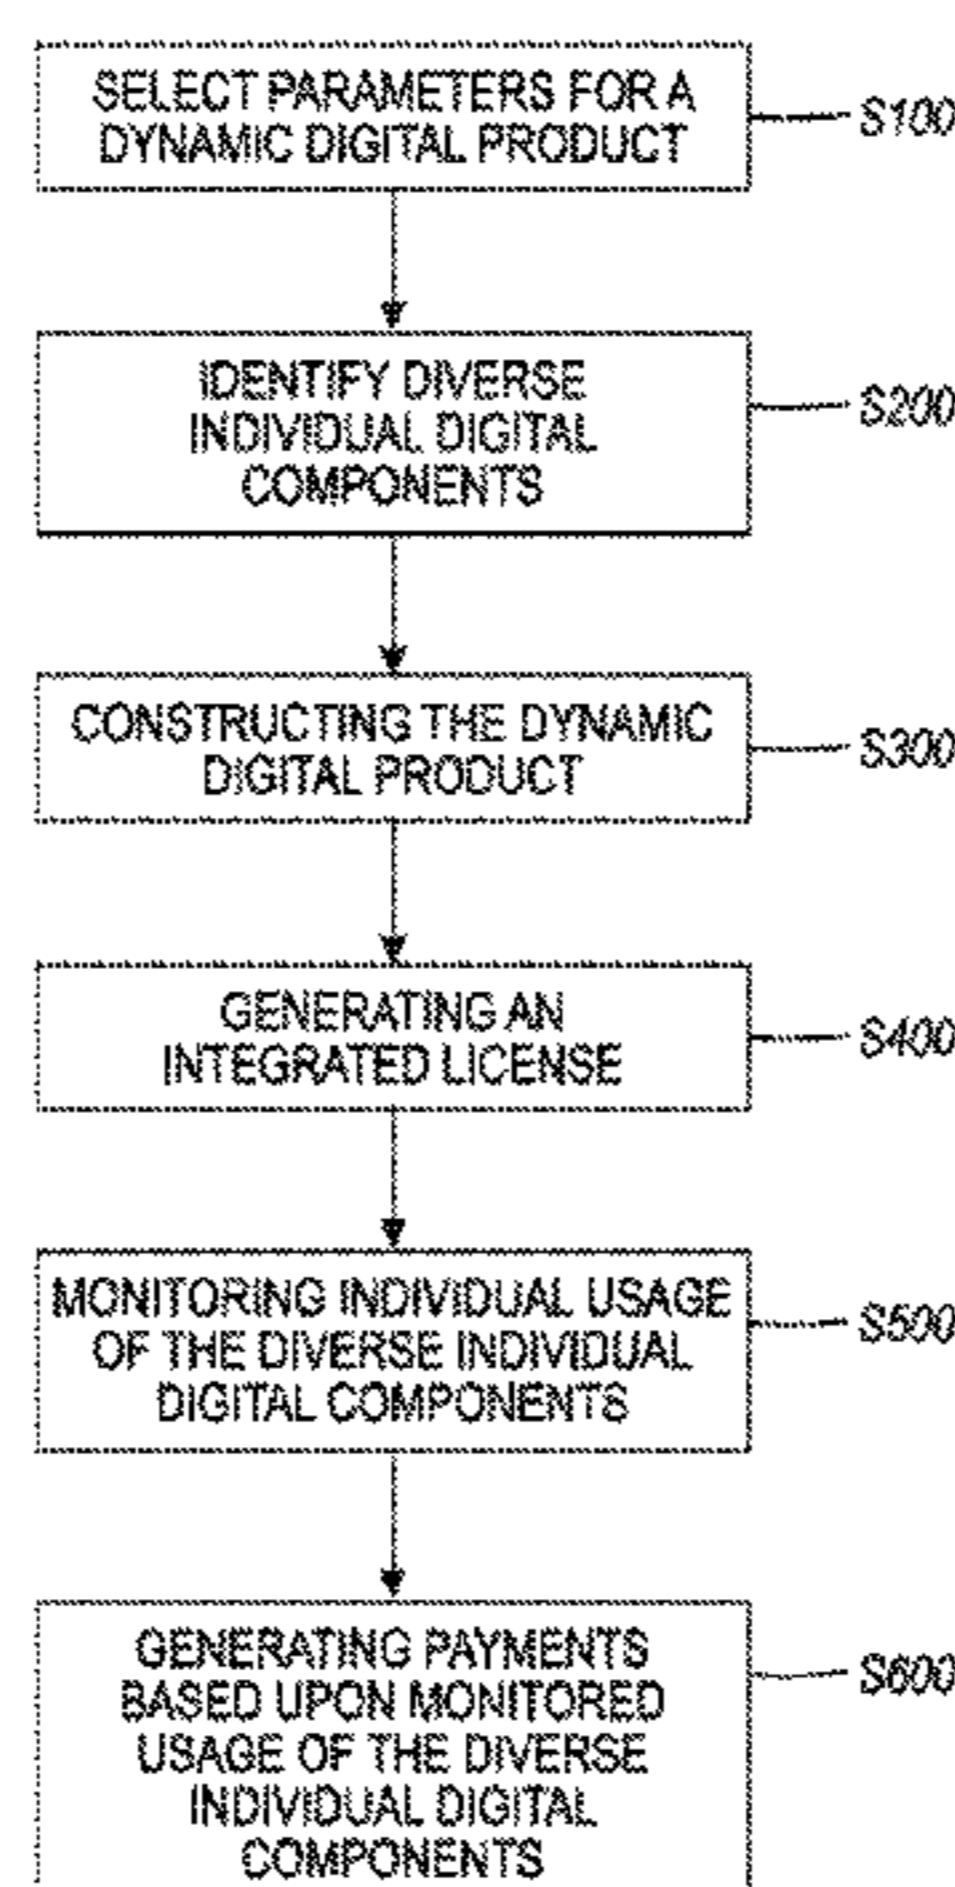 SELECT PARAMETERS FOR A
DYNAMIC DIGITAL PRODUCT
S100
IDENTIFY DIVERSE
INDIVIDUAL DIGITAL
COMPONENTS
S200
CONSTRUCTING THE DYNAMIC
DIGITAL PRODUCT
S300
GENERATING AN
INTEGRATED LICENSE
S400
MONITORING INDIVIDUAL USAGE
OF THE DIVERSE INDIVIDUAL
DIGITAL COMPONENTS
S500
GENERATING PAYMENTS
BASED UPON MONITORED
USAGE OF THE DIVERSE
INDIVIDUAL DIGITAL
COMPONENTS
S600